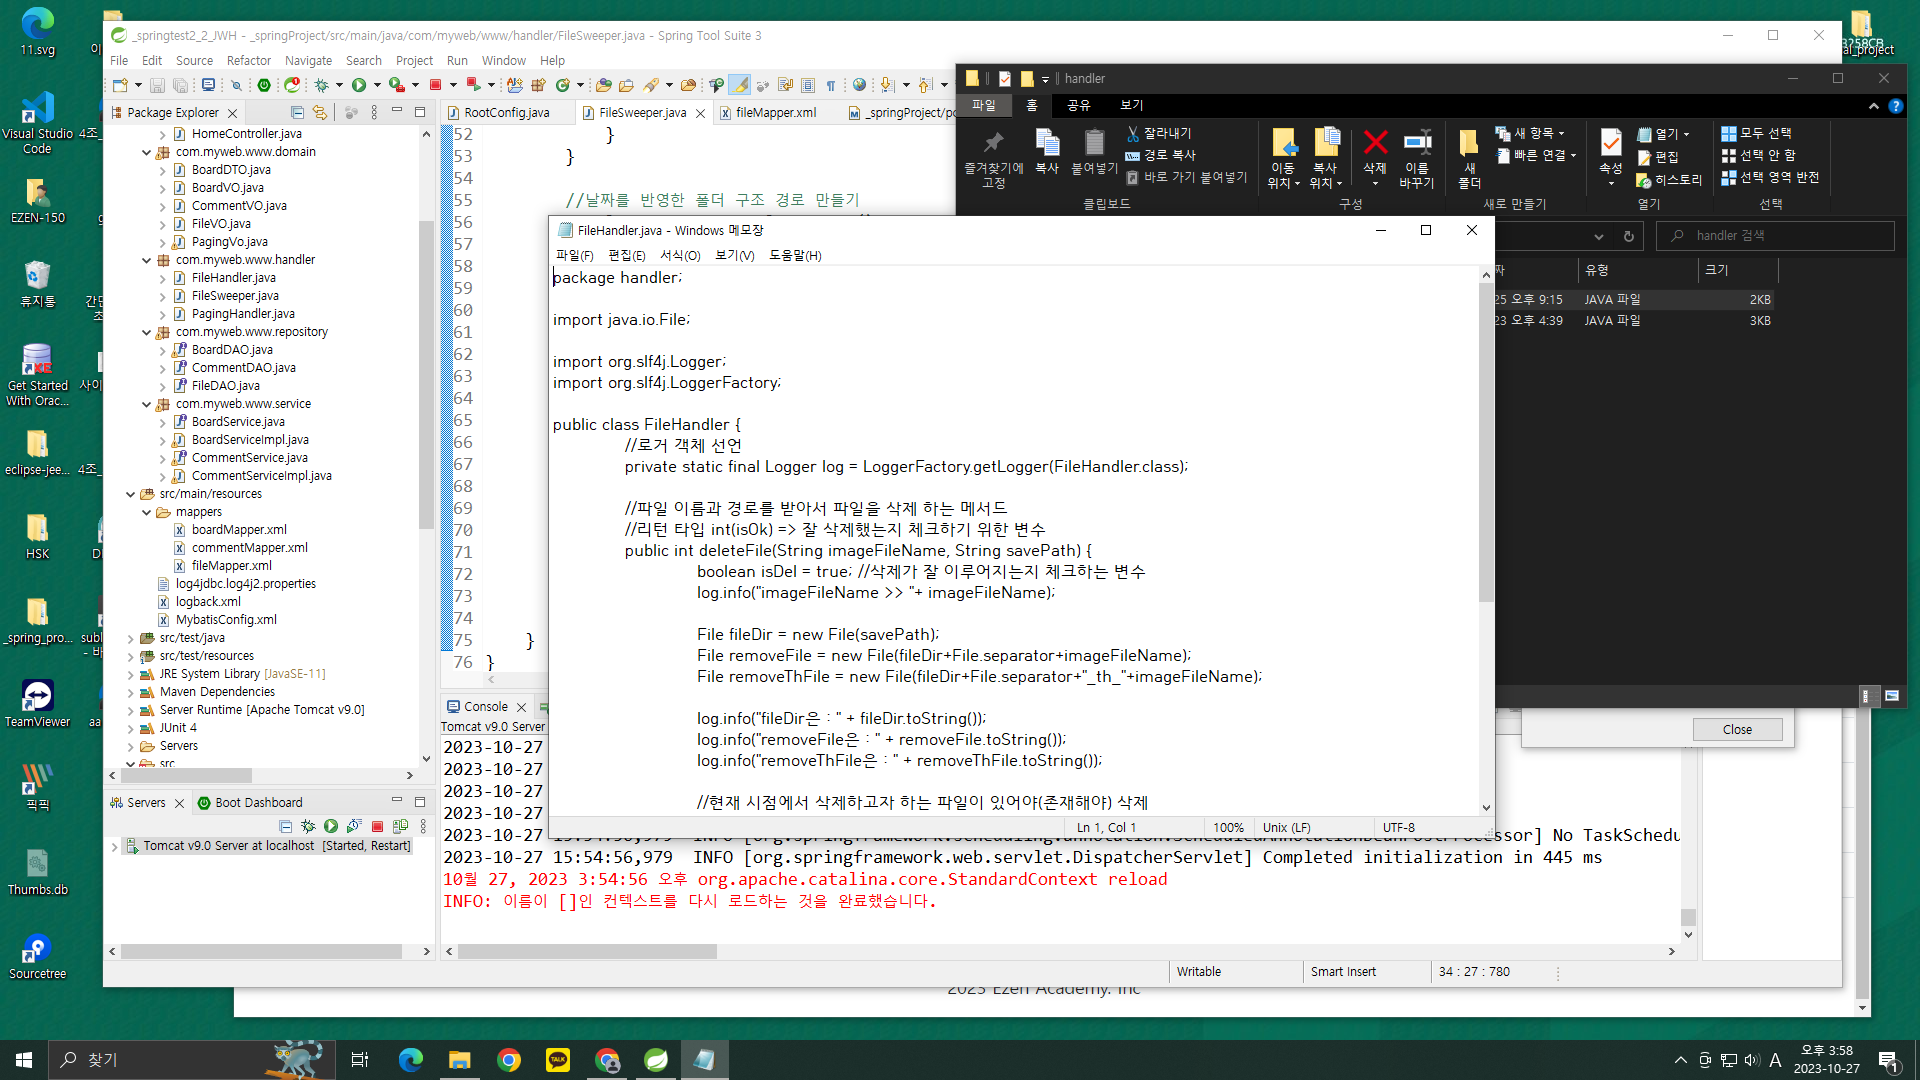 11.svg
Visual Studio Code
EZEN-150
휴지통
Get Started With Orac...
eclipse-jee...
HSK
_spring_pro...
TeamViewer
픽픽
Thumbs.db
Sourcetree
_springtest2_2_JWH - _springProject/src/main/java/com/myweb/www/handler/FileSweeper.java - Spring Tool Suite 3
File Edit Source Refactor Navigate Search Project Run Window Help
Package Explorer
HomeController.java
com.myweb.www.domain
BoardDTO.java
BoardVO.java
CommentVO.java
FileVO.java
PagingVo.java
com.myweb.www.handler
FileHandler.java
FileSweeper.java
PagingHandler.java
com.myweb.www.repository
BoardDAO.java
CommentDAO.java
FileDAO.java
com.myweb.www.service
BoardService.java
BoardServiceImpl.java
CommentService.java
CommentServiceImpl.java
src/main/resources
mappers
boardMapper.xml
commentMapper.xml
fileMapper.xml
log4jdbc.log4j2.properties
logback.xml
MybatisConfig.xml
src/test/java
src/test/resources
JRE System Library [JavaSE-11]
Maven Dependencies
Server Runtime [Apache Tomcat v9.0]
JUnit 4
Servers
src
Servers Boot Dashboard
Tomcat v9.0 Server at localhost [Started, Restart]
RootConfig.java FileSweeper.java fileMapper.xml _springProject/po
52 }
53 }
54
55 //날짜를 반영한 폴더 구조 경로 만들기
56
57
58
59
60
61
62
63
64
65
66
67
68
69
70
71
72
73
74
75 }
76 }
handler
파일 홈 공유 보기
즐겨찾기에 고정
복사
붙여넣기
잘라내기
경로 복사
바로 가기 붙여넣기
클립보드
이동 위치
복사 위치
삭제
이름 바꾸기
구성
새 폴더
새 항목
빠른 연결
새로 만들기
속성
열기
편집
히스토리
열기
모두 선택
선택 안 함
선택 영역 반전
선택
handler 검색
짜 유형 크기
25 오후 9:15 JAVA 파일 2KB
23 오후 4:39 JAVA 파일 3KB
FileHandler.java - Windows 메모장
파일(F) 편집(E) 서식(O) 보기(V) 도움말(H)
package handler;
import java.io.File;
import org.slf4j.Logger;
import org.slf4j.LoggerFactory;
public class FileHandler {
//로거 객체 선언
private static final Logger log = LoggerFactory.getLogger(FileHandler.class);
//파일 이름과 경로를 받아서 파일을 삭제 하는 메서드
//리턴 타입 int(isOk) => 잘 삭제했는지 체크하기 위한 변수
public int deleteFile(String imageFileName, String savePath) {
boolean isDel = true; //삭제가 잘 이루어지는지 체크하는 변수
log.info("imageFileName >> "+ imageFileName);
File fileDir = new File(savePath);
File removeFile = new File(fileDir+File.separator+imageFileName);
File removeThFile = new File(fileDir+File.separator+"_th_"+imageFileName);
log.info("fileDir은 : " + fileDir.toString());
log.info("removeFile은 : " + removeFile.toString());
log.info("removeThFile은 : " + removeThFile.toString());
//현재 시점에서 삭제하고자 하는 파일이 있어야(존재해야) 삭제
Ln 1, Col 1 100% Unix (LF) UTF-8
Close
Console
Tomcat v9.0 Server
2023-10-27
2023-10-27
2023-10-27
2023-10-27
2023-10-27
2023-10-27 15:54:56,979 INFO [org.springframework.web.servlet.DispatcherServlet] Completed initialization in 445 ms
10월 27, 2023 3:54:56 오후 org.apache.catalina.core.StandardContext reload
INFO: 이름이 []인 컨텍스트를 다시 로드하는 것을 완료했습니다.
Writable Smart Insert 34 : 27 : 780
2023 Ezen Academy. Inc
찾기
TALK
A
오후 3:58
2023-10-27
1